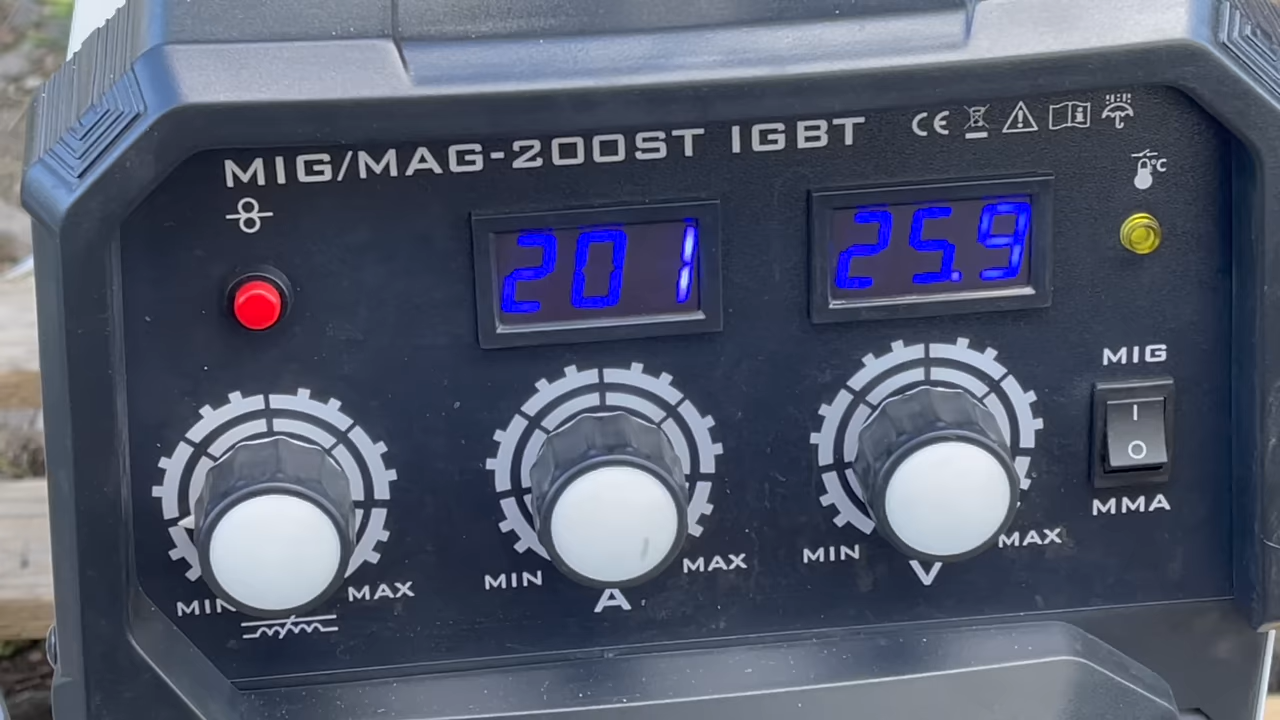 MIG/MAG-200ST IGBT CE
°C
201 25.9
MIG
I
O
MMA
MIN MAX
MIN MAX
MIN MAX
A
V